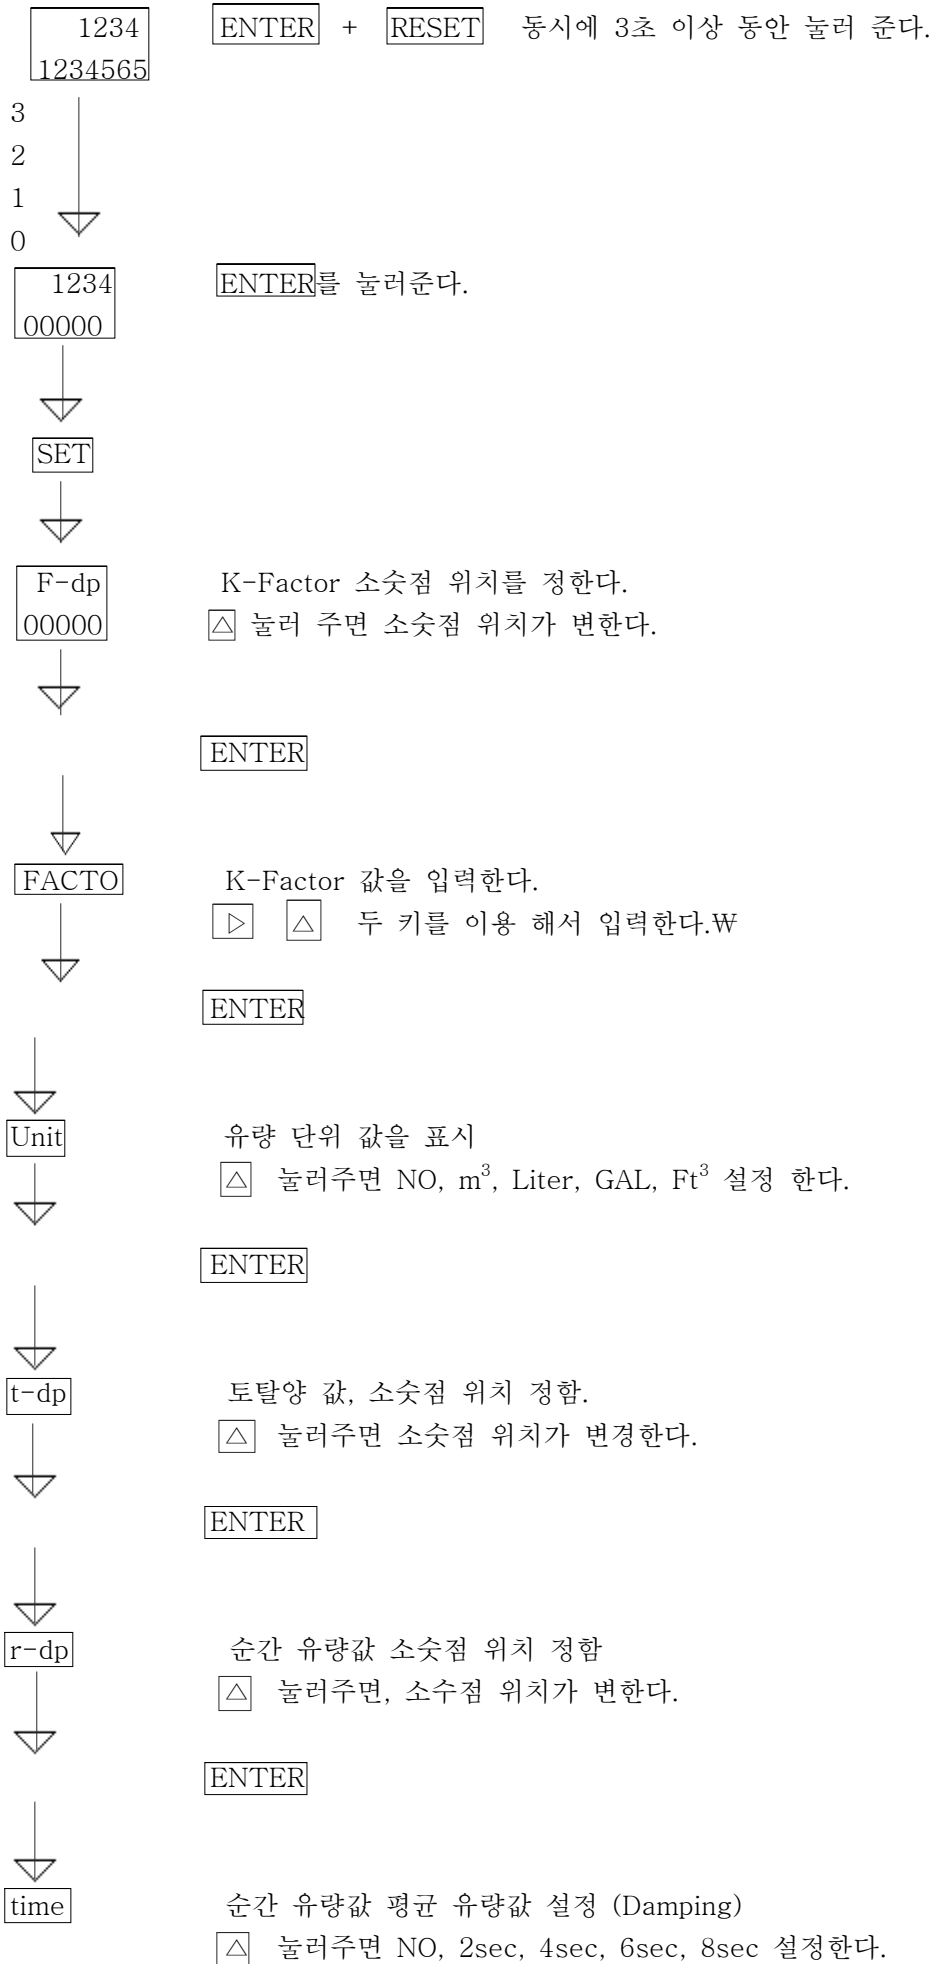 1234 ENTER + RESET 동시에 3초 이상 동안 눌러 준다.
1234565
3
2
1
0
1234 ENTER를 눌러준다.
00000
SET
F-dp K-Factor 소숫점 위치를 정한다.
00000 △ 눌러 주면 소숫점 위치가 변한다.
ENTER
FACTO K-Factor 값을 입력한다.
▷ △ 두 키를 이용 해서 입력한다.₩
ENTER
Unit 유량 단위 값을 표시
△ 눌러주면 NO, m³, Liter, GAL, Ft³ 설정 한다.
ENTER
t-dp 토탈양 값, 소숫점 위치 정함.
△ 눌러주면 소숫점 위치가 변경한다.
ENTER
r-dp 순간 유량값 소숫점 위치 정함
△ 눌러주면, 소수점 위치가 변한다.
ENTER
time 순간 유량값 평균 유량값 설정 (Damping)
△ 눌러주면 NO, 2sec, 4sec, 6sec, 8sec 설정한다.